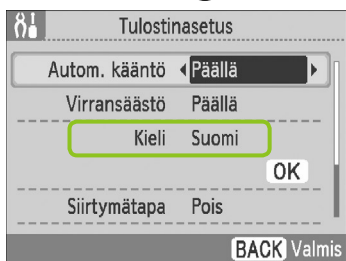 Tulostinasetus
Autom. kääntö Päällä
Virransäästö Päällä
Kieli Suomi
OK
Siirtymätapa Pois
BACK Valmis